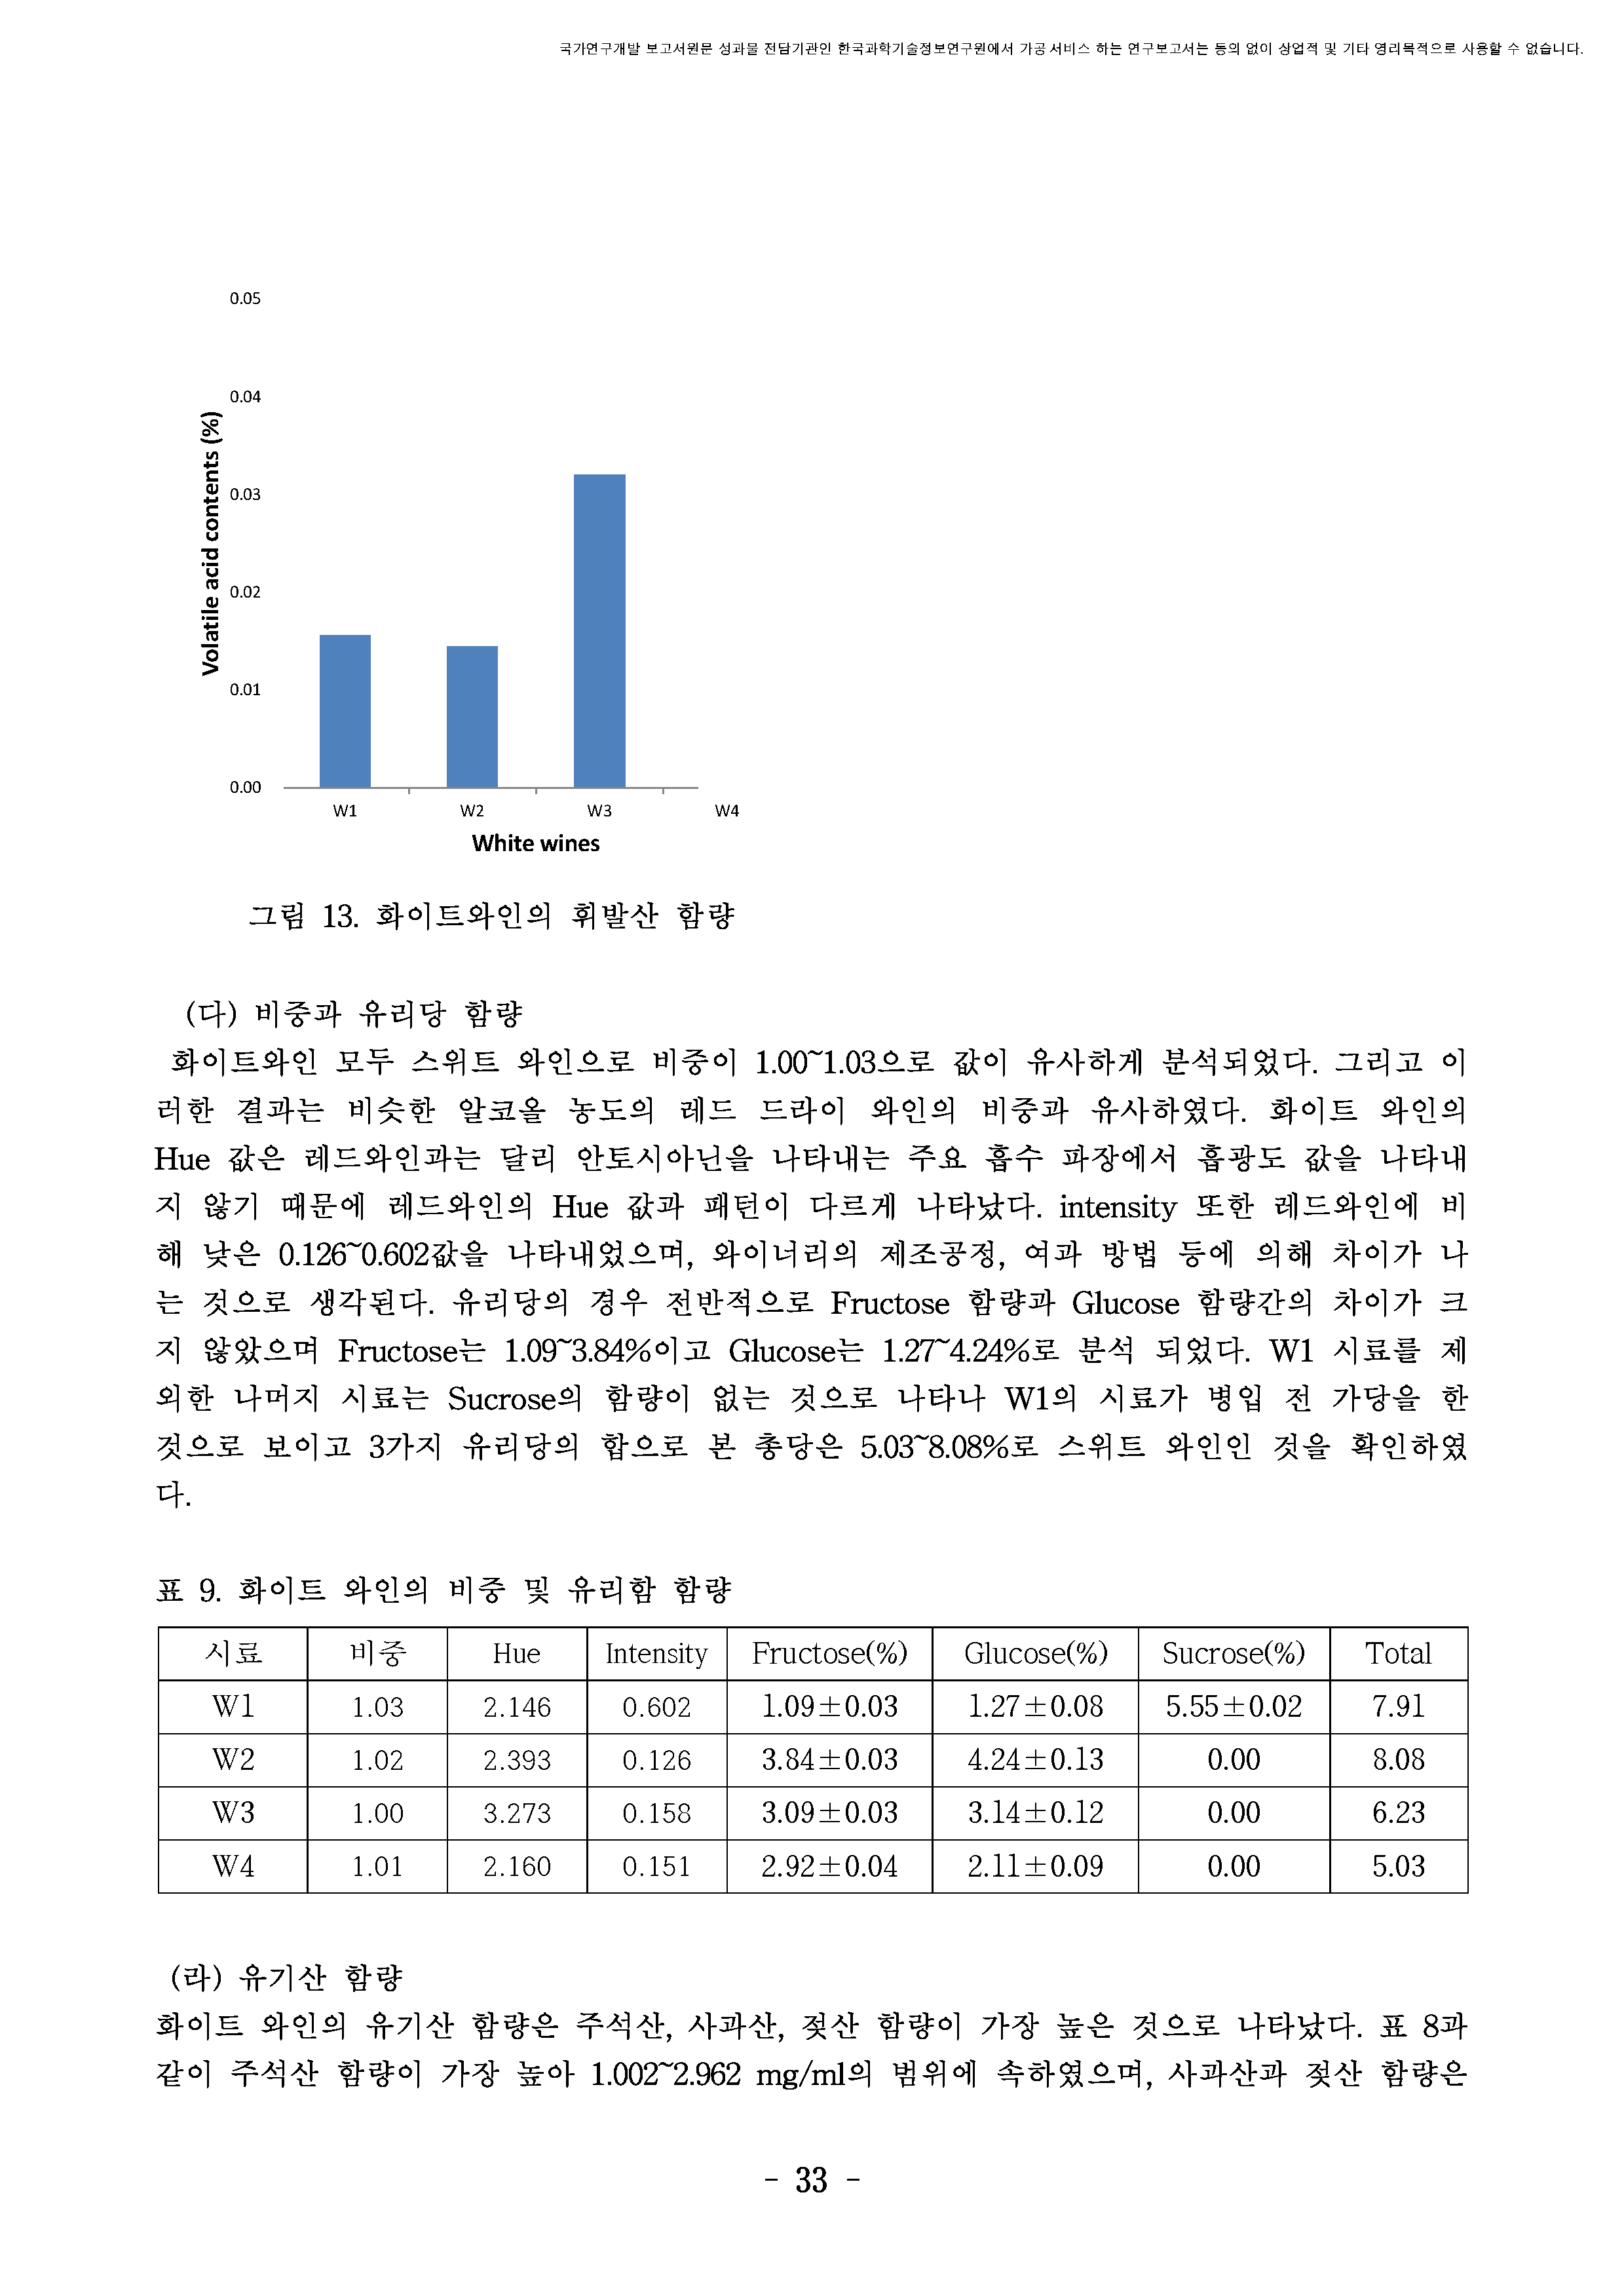 국가연구개발 보고서원문 성과물 전담기관인 한국과학기술정보연구원에서 가공·서비스 하는 연구보고서는 동의 없이 상업적 및 기타 영리목적으로 사용할 수 없습니다.
0.05
0.04
0.03
0.02
0.01
0.00
Volatile acid contents (%)
W1 W2 W3 W4
White wines
그림 13. 화이트와인의 휘발산 함량
(다) 비중과 유리당 함량
화이트와인 모두 스위트 와인으로 비중이 1.00~1.03으로 값이 유사하게 분석되었다. 그리고 이
러한 결과는 비슷한 알코올 농도의 레드 드라이 와인의 비중과 유사하였다. 화이트 와인의
Hue 값은 레드와인과는 달리 안토시아닌을 나타내는 주요 흡수 파장에서 흡광도 값을 나타내
지 않기 때문에 레드와인의 Hue 값과 패턴이 다르게 나타났다. intensity 또한 레드와인에 비
해 낮은 0.126~0.602값을 나타내었으며, 와이너리의 제조공정, 여과 방법 등에 의해 차이가 나
는 것으로 생각된다. 유리당의 경우 전반적으로 Fructose 함량과 Glucose 함량간의 차이가 크
지 않았으며 Fructose는 1.09~3.84%이고 Glucose는 1.27~4.24%로 분석 되었다. W1 시료를 제
외한 나머지 시료는 Sucrose의 함량이 없는 것으로 나타나 W1의 시료가 병입 전 가당을 한
것으로 보이고 3가지 유리당의 합으로 본 총당은 5.03~8.08%로 스위트 와인인 것을 확인하였
다.
표 9. 화이트 와인의 비중 및 유리함 함량
시료 비중 Hue Intensity Fructose(%) Glucose(%) Sucrose(%) Total
W1 1.03 2.146 0.602 1.09±0.03 1.27±0.08 5.55±0.02 7.91
W2 1.02 2.393 0.126 3.84±0.03 4.24±0.13 0.00 8.08
W3 1.00 3.273 0.158 3.09±0.03 3.14±0.12 0.00 6.23
W4 1.01 2.160 0.151 2.92±0.04 2.11±0.09 0.00 5.03
(라) 유기산 함량
화이트 와인의 유기산 함량은 주석산, 사과산, 젖산 함량이 가장 높은 것으로 나타났다. 표 8과
같이 주석산 함량이 가장 높아 1.002~2.962 mg/ml의 범위에 속하였으며, 사과산과 젖산 함량은
- 33 -